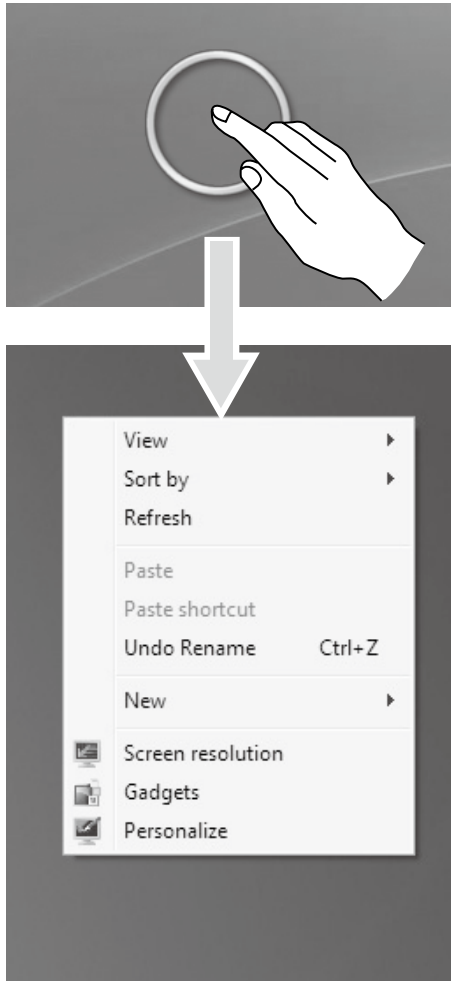 View
Sort by
Refresh
Paste
Paste shortcut
Undo Rename Ctrl+Z
New
Screen resolution
Gadgets
Personalize